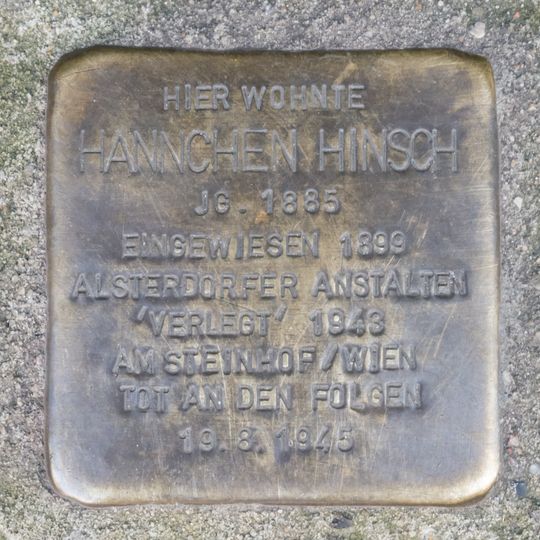 HIER WOHNTE
HANNCHEN HINSCH
JG. 1885
EINGEWIESEN 1899
ALSTERDORFER ANSTALTEN
'VERLEGT' 1943
AM STEINHOF/WIEN
TOT AN DEN FOLGEN
19.8.1945